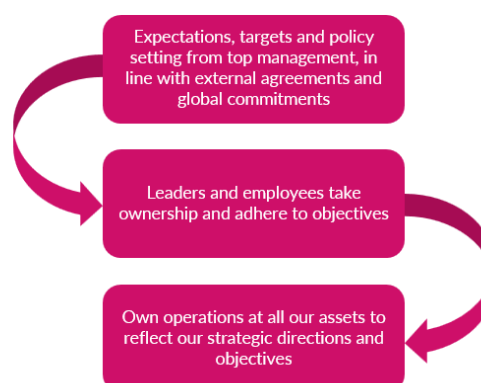 Expectations, targets and policy
setting from top management, in
line with external agreements and
global commitments
Leaders and employees take
ownership and adhere to objectives
Own operations at all our assets to
reflect our strategic directions and
objectives